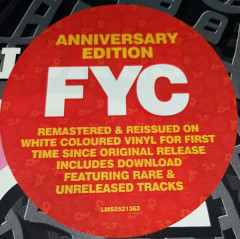 ANNIVERSARY
EDITION
FYC
REMASTERED & REISSUED ON
WHITE COLOURED VINYL FOR FIRST
TIME SINCE ORIGINAL RELEASE
INCLUDES DOWNLOAD
FEATURING RARE &
UNRELEASED TRACKS
LMS5521363